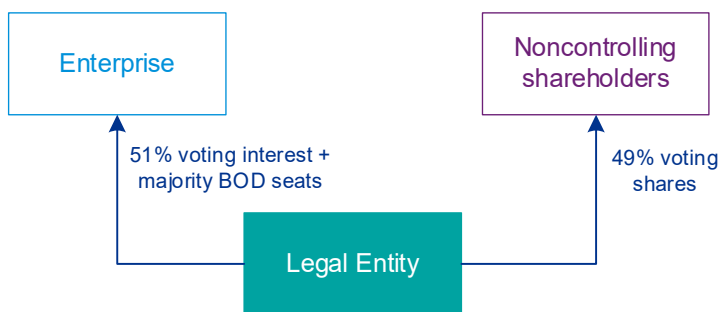 Enterprise
Noncontrolling
shareholders
51% voting interest +
majority BOD seats
49% voting
shares
Legal Entity